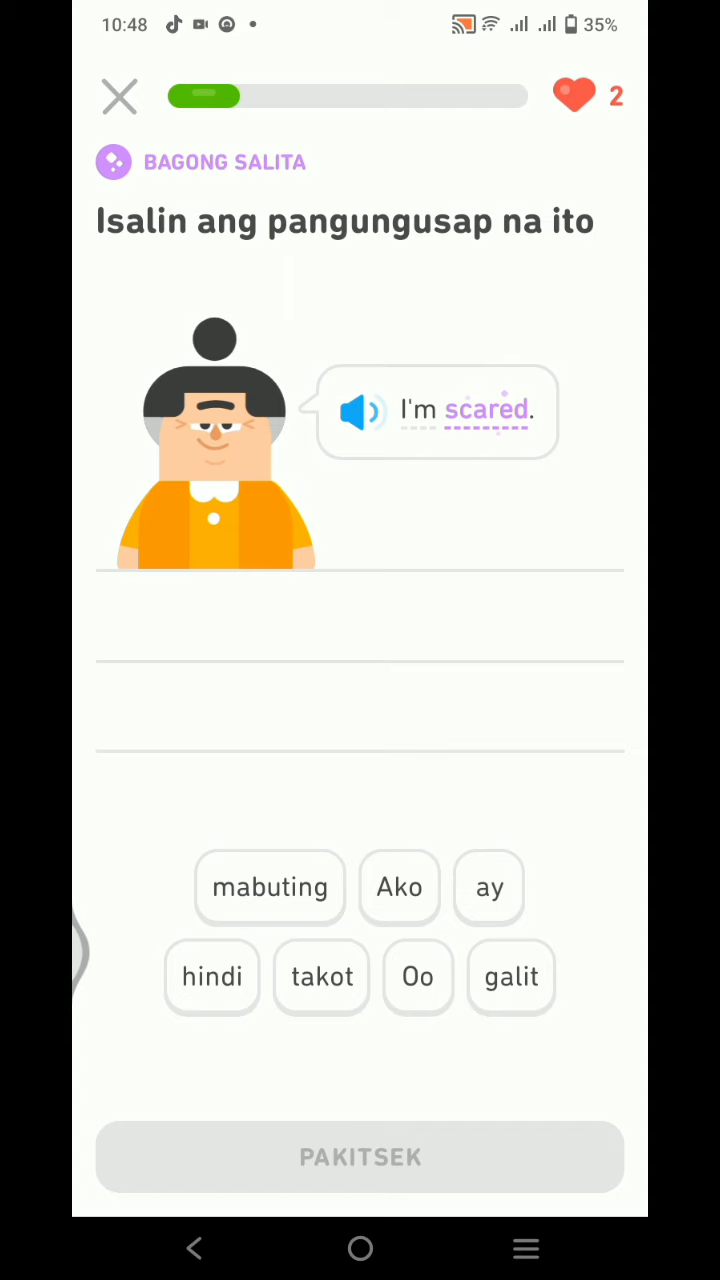 10:48 35%
2
BAGONG SALITA
Isalin ang pangungusap na ito
I'm scared.
mabuting Ako ay
hindi takot Oo galit
PAKITSEK